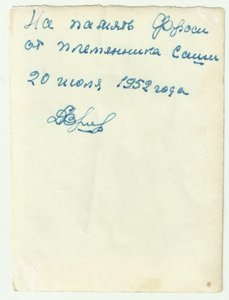 На память Фросе
от племянника Саши
20 июля 1952 года